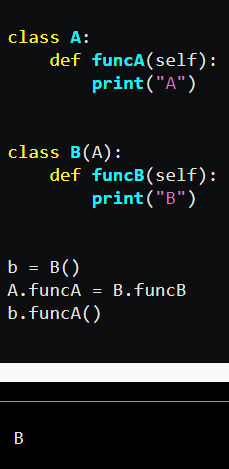 class A:
    def funcA(self):
        print("A")
class B(A):
    def funcB(self):
        print("B")
b = B()
A.funcA = B.funcB
b.funcA()
B